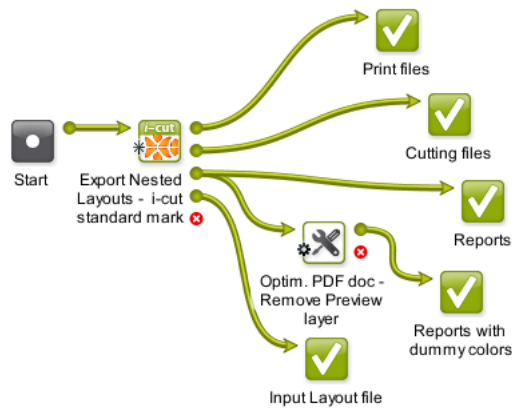 Print files
i-cut
Cutting files
Start
Export Nested
Layouts - i-cut
standard mark
Reports
Optim. PDF doc -
Remove Preview
layer
Reports with
dummy colors
Input Layout file